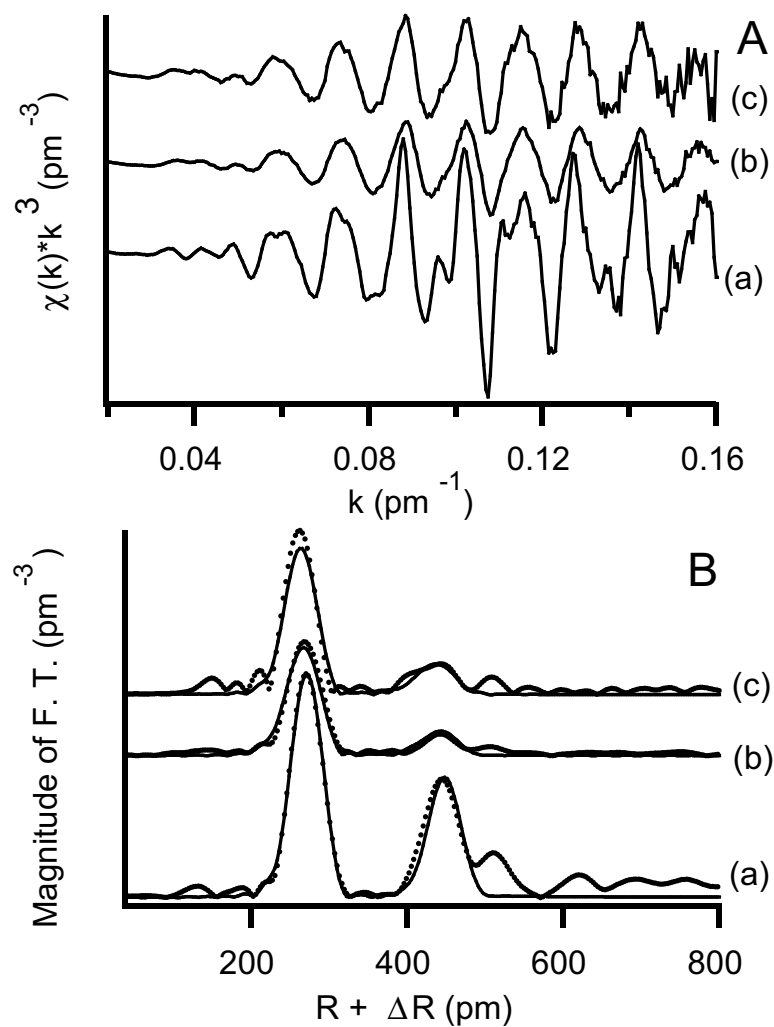 A
(c)
(b)
(a)
χ(k)*k³ (pm⁻³)
0.04 0.08 0.12 0.16
k (pm⁻¹)
B
(c)
(b)
(a)
Magnitude of F. T. (pm⁻³)
200 400 600 800
R + ΔR (pm)